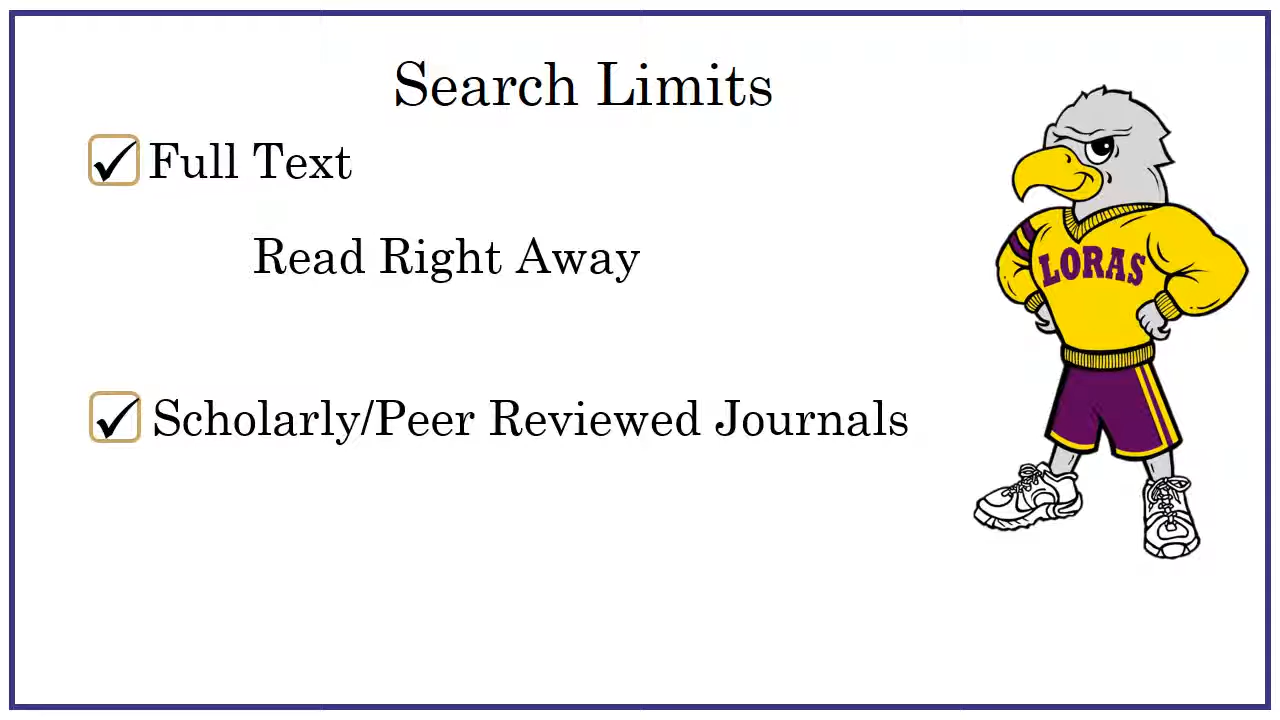 Search Limits
Full Text
Read Right Away
LORAS
Scholarly/Peer Reviewed Journals